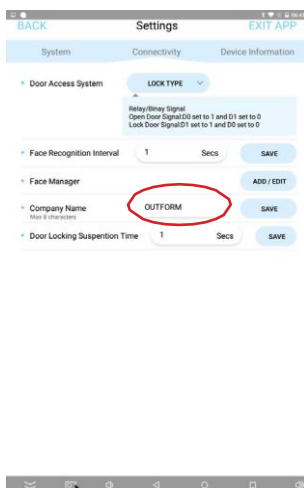 BACK Settings EXIT APP
System Connectivity Device Information
Door Access System LOCK TYPE
Relay/Binay Signal
Open Door Signal:D0 set to 1 and D1 set to 0
Lock Door Signal:D1 set to 1 and D0 set to 0
Face Recognition Interval 1 Secs SAVE
Face Manager ADD / EDIT
Company Name OUTFORM SAVE
Max 8 characters
Door Locking Suspention Time 1 Secs SAVE